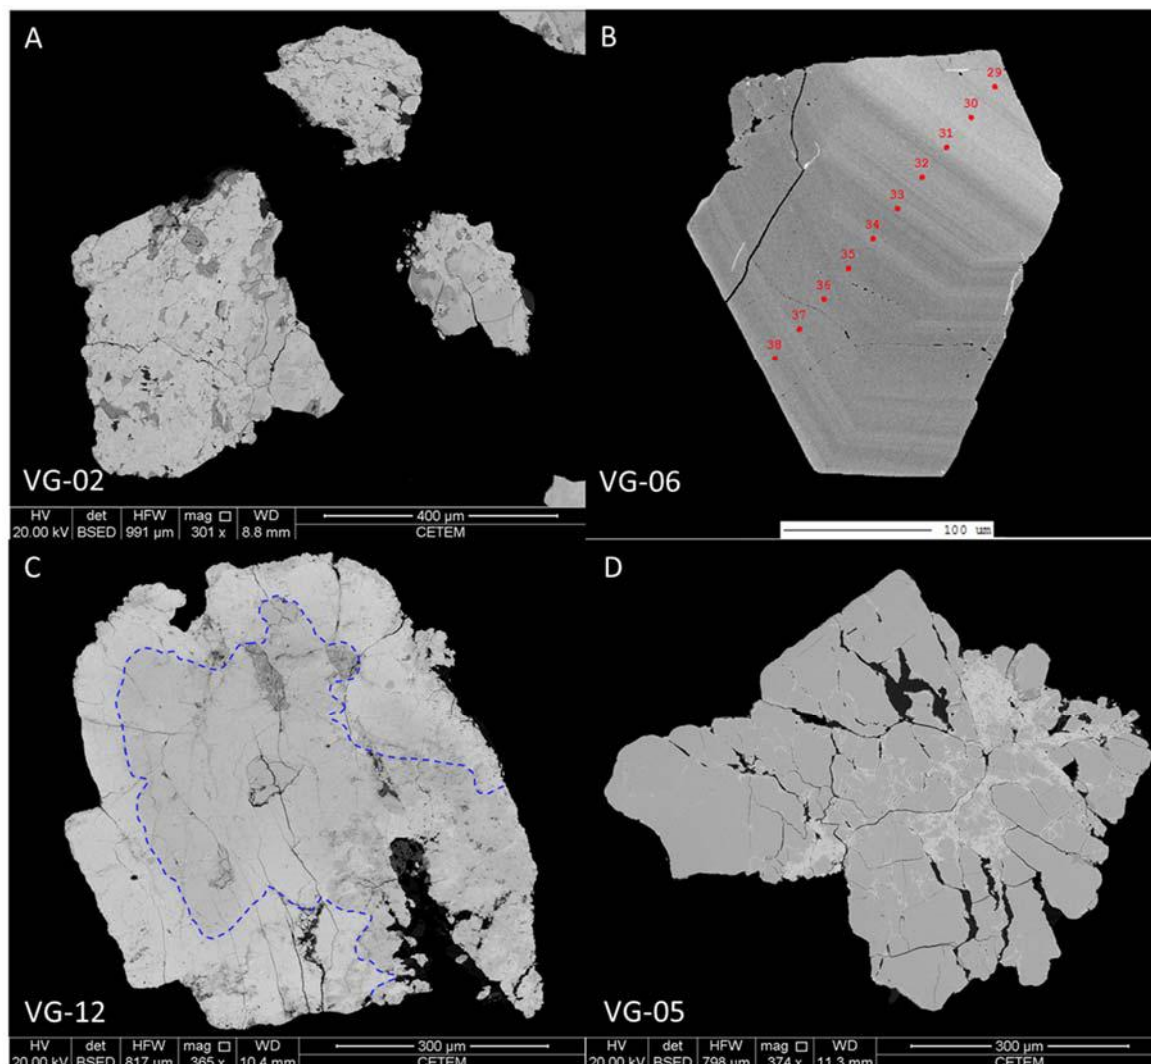 A
VG-02
HV det HFW mag □ WD 400 µm
20.00 kV BSED 991 µm 301 x 8.8 mm CETEM
B
29
30
31
32
33
34
35
36
37
38
VG-06
100 um
C
VG-12
HV det HFW mag □ WD 300 µm
20.00 kV BSED 817 µm 365 x 10.4 mm CETEM
D
VG-05
HV det HFW mag □ WD 300 µm
20.00 kV BSED 798 µm 374 x 11.3 mm CETEM